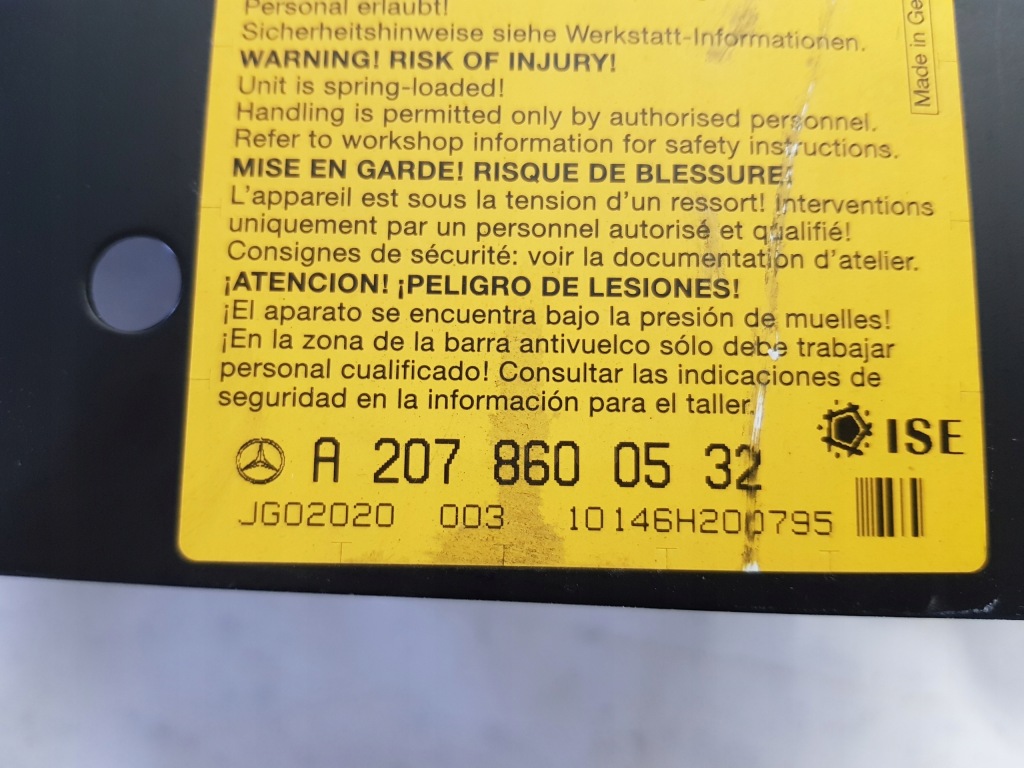 Personal erlaubt!
Sicherheitshinweise siehe Werkstatt-Informationen.
WARNING! RISK OF INJURY!
Unit is spring-loaded!
Handling is permitted only by authorised personnel.
Refer to workshop information for safety instructions.
MISE EN GARDE! RISQUE DE BLESSURE!
L'appareil est sous la tension d'un ressort! Interventions
uniquement par un personnel autorisé et qualifié!
Consignes de sécurité: voir la documentation d'atelier.
¡ATENCION! ¡PELIGRO DE LESIONES!
¡El aparato se encuentra bajo la presión de muelles!
¡En la zona de la barra antivuelco sólo debe trabajar
personal cualificado! Consultar las indicaciones de
seguridad en la información para el taller.
ISE
A 207 860 05 32
JG02020 003 10146H200795
Made in Ge